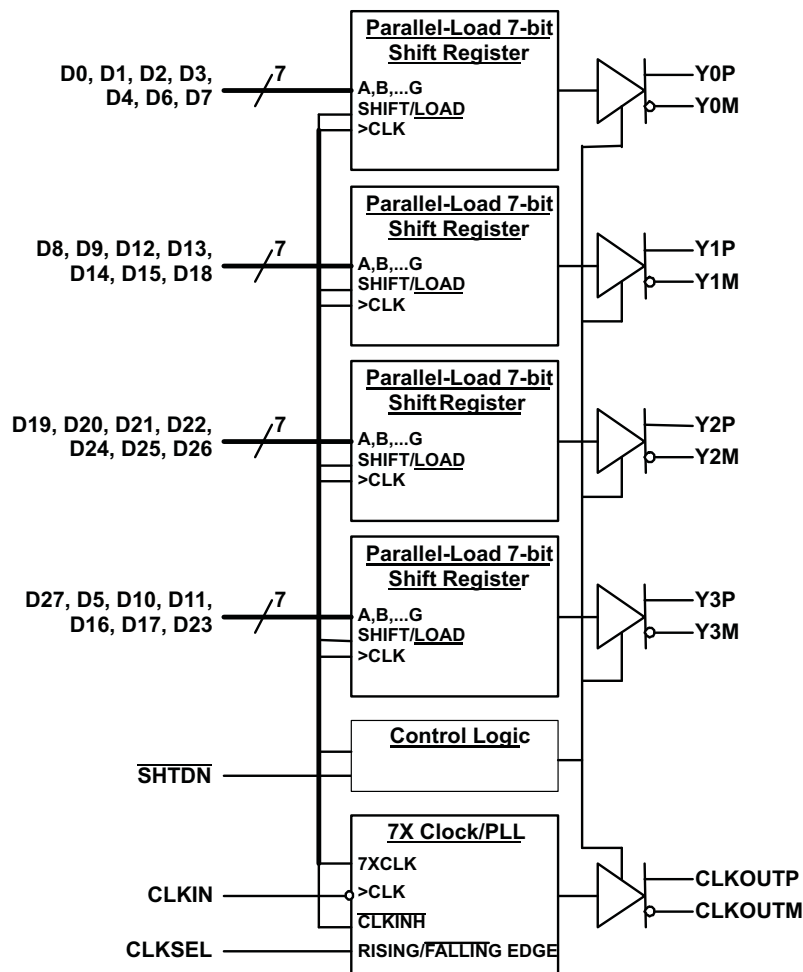 Parallel-Load 7-bit
Shift Register
D0, D1, D2, D3,
D4, D6, D7
7
A,B,...G
SHIFT/LOAD
>CLK
Y0P
Y0M
Parallel-Load 7-bit
Shift Register
D8, D9, D12, D13,
D14, D15, D18
7
A,B,...G
SHIFT/LOAD
>CLK
Y1P
Y1M
Parallel-Load 7-bit
Shift Register
D19, D20, D21, D22,
D24, D25, D26
7
A,B,...G
SHIFT/LOAD
>CLK
Y2P
Y2M
Parallel-Load 7-bit
Shift Register
D27, D5, D10, D11,
D16, D17, D23
7
A,B,...G
SHIFT/LOAD
>CLK
Y3P
Y3M
Control Logic
SHTDN
7X Clock/PLL
7XCLK
CLKIN
>CLK
CLKINH
CLKSEL
RISING/FALLING EDGE
CLKOUTP
CLKOUTM